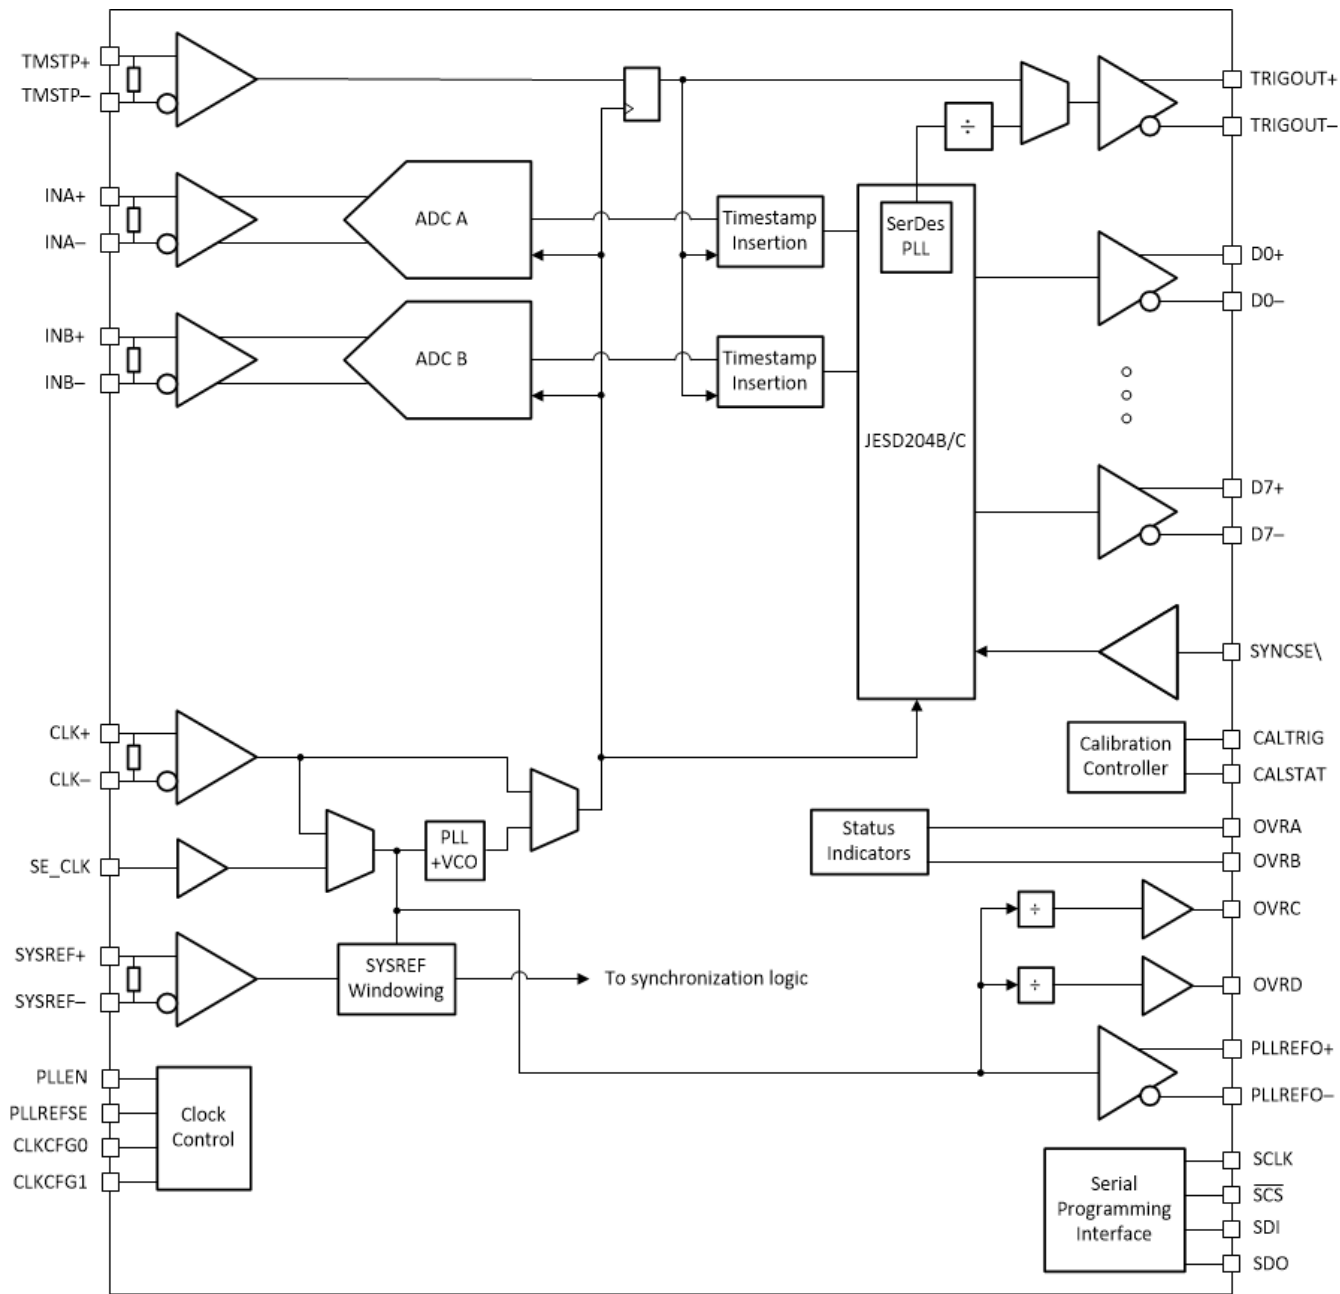 TMSTP+
TMSTP–
TRIGOUT+
TRIGOUT–
÷
INA+
INA–
ADC A
Timestamp
Insertion
SerDes
PLL
D0+
D0–
INB+
INB–
ADC B
Timestamp
Insertion
JESD204B/C
D7+
D7–
SYNCSE\
CLK+
CLK–
Calibration
Controller
CALTRIG
CALSTAT
PLL
+VCO
Status
Indicators
OVRA
OVRB
SE_CLK
÷
OVRC
SYSREF+
SYSREF–
SYSREF
Windowing
To synchronization logic
÷
OVRD
PLLREFO+
PLLREFO–
PLLEN
PLLREFSE
CLKCFG0
CLKCFG1
Clock
Control
Serial
Programming
Interface
SCLK
SCS
SDI
SDO